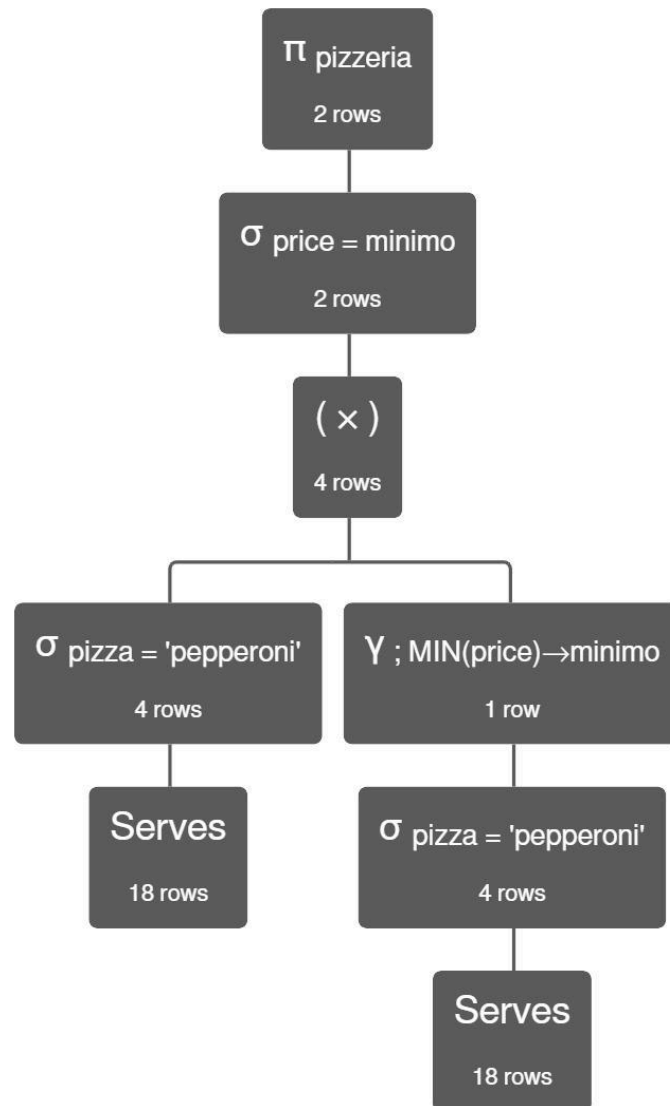 π pizzeria
2 rows
σ price = minimo
2 rows
( × )
4 rows
σ pizza = 'pepperoni'
4 rows
γ ; MIN(price)→minimo
1 row
Serves
18 rows
σ pizza = 'pepperoni'
4 rows
Serves
18 rows